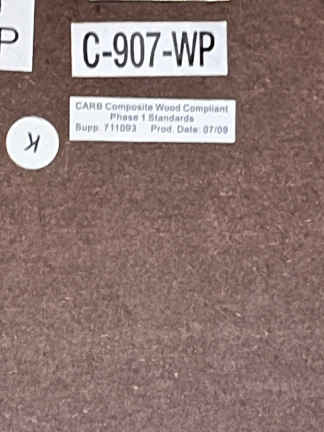 P
C-907-WP
CARB Composite Wood Compliant
Phase 1 Standards
Supp. 711093 Prod. Date: 07/09
K